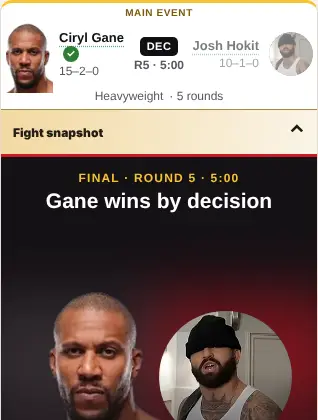 MAIN EVENT
Ciryl Gane
15–2–0
DEC
R5 · 5:00
Josh Hokit
10–1–0
Heavyweight · 5 rounds
Fight snapshot
FINAL · ROUND 5 · 5:00
Gane wins by decision